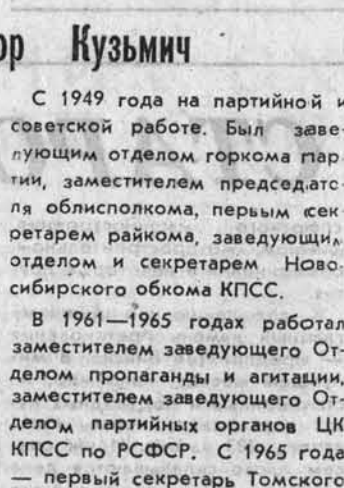 ор Кузьмич
С 1949 года на партийной и
советской работе. Был заве-
дующим отделом горкома пар
тии, заместителем председате-
ля облисполкома, первым сек-
ретарем райкома, заведующим
отделом и секретарем Ново-
сибирского обкома КПСС.
В 1961—1965 годах работал
заместителем заведующего От-
делом пропаганды и агитации,
заместителем заведующего От-
делом партийных органов ЦК
КПСС по РСФСР. С 1965 года
— первый секретарь Томского